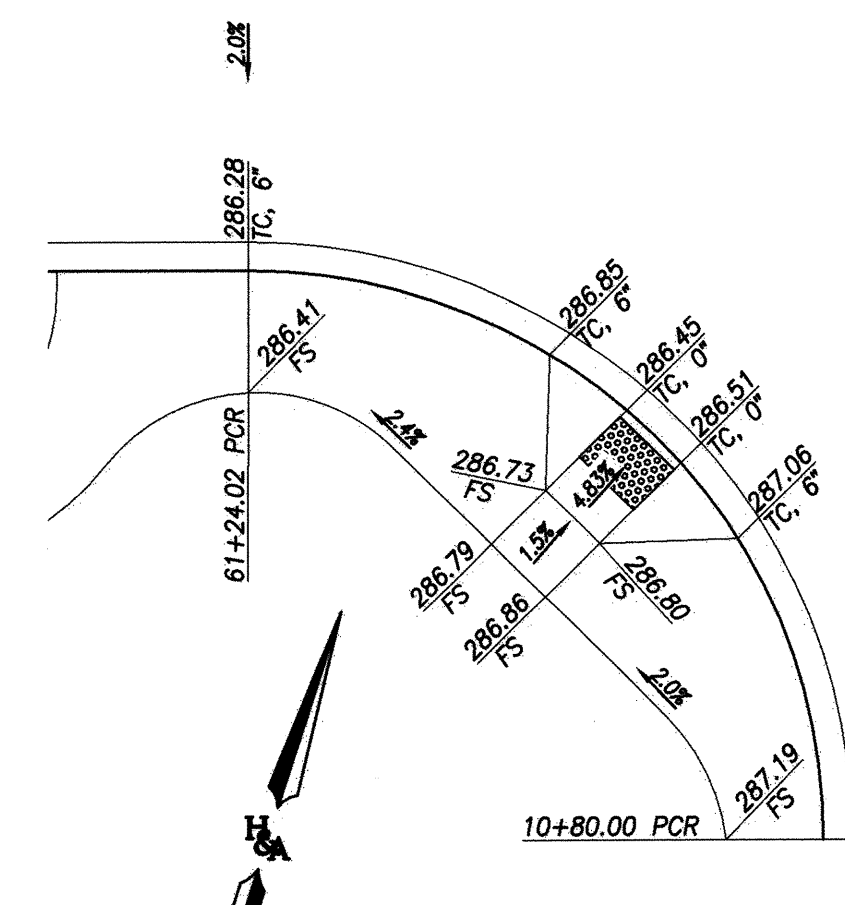 2.0%
286.28
TC, 6"
286.41
FS
286.85
TC, 6"
286.45
TC, 0"
286.51
TC, 0"
287.06
TC, 6"
2.4%
286.73
FS
4.83%
1.5%
61+24.02 PCR
286.79
FS
286.86
FS
286.80
FS
2.0%
287.19
FS
10+80.00 PCR
H&A